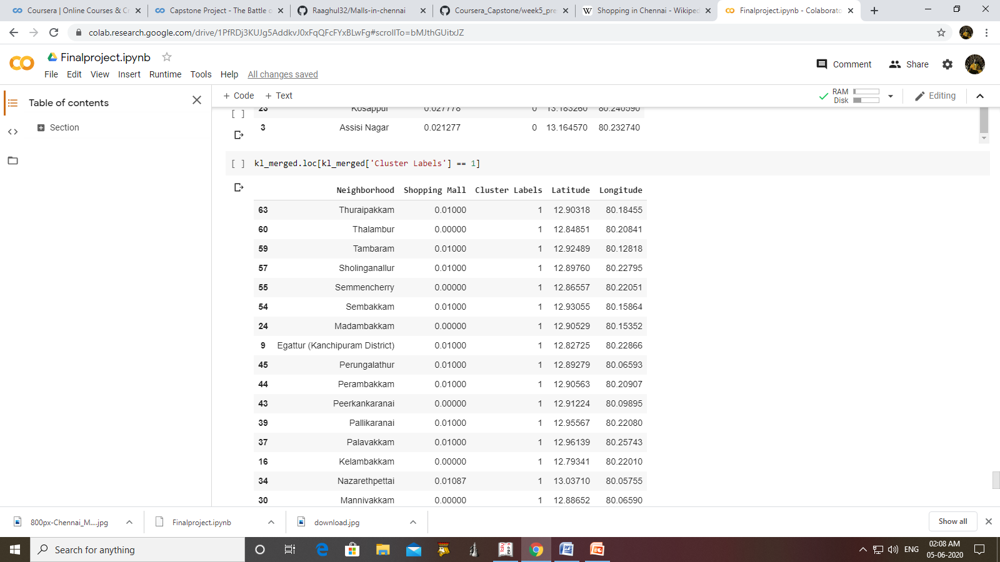 Coursera | Online Courses & Cr
Capstone Project - The Battle o
Raaghul32/Malls-in-chennai
Coursera_Capstone/week5_pre
W Shopping in Chennai - Wikiped
Finalproject.ipynb - Colaborato
colab.research.google.com/drive/1PfRDj3KUJg5AddkvJ0xFqQFcFYxBLwFg#scrollTo=bMJthGUitxJZ
Finalproject.ipynb
Comment Share
File Edit View Insert Runtime Tools Help All changes saved
Table of contents
+ Code + Text
RAM
Disk
Editing
Section
[ ] 23 Kosappur 0.027778 0 13.183260 80.240590
3 Assisi Nagar 0.021277 0 13.164570 80.232740
[ ] kl_merged.loc[kl_merged['Cluster Labels'] == 1]
Neighborhood Shopping Mall Cluster Labels Latitude Longitude
63 Thuraipakkam 0.01000 1 12.90318 80.18455
60 Thalambur 0.00000 1 12.84851 80.20841
59 Tambaram 0.01000 1 12.92489 80.12818
57 Sholinganallur 0.01000 1 12.89760 80.22795
55 Semmencherry 0.00000 1 12.86557 80.22051
54 Sembakkam 0.01000 1 12.93055 80.15864
24 Madambakkam 0.00000 1 12.90529 80.15352
9 Egattur (Kanchipuram District) 0.01000 1 12.82725 80.22866
45 Perungalathur 0.01000 1 12.89279 80.06593
44 Perambakkam 0.01000 1 12.90563 80.20907
43 Peerkankaranai 0.00000 1 12.91224 80.09895
39 Pallikaranai 0.01000 1 12.95567 80.22080
37 Palavakkam 0.01000 1 12.96139 80.25743
16 Kelambakkam 0.00000 1 12.79341 80.22010
34 Nazarethpettai 0.01087 1 13.03710 80.05755
30 Mannivakkam 0.00000 1 12.88652 80.06590
800px-Chennai_M....jpg
Finalproject.ipynb
download.jpg
Show all
Search for anything
ENG
02:08 AM
05-06-2020